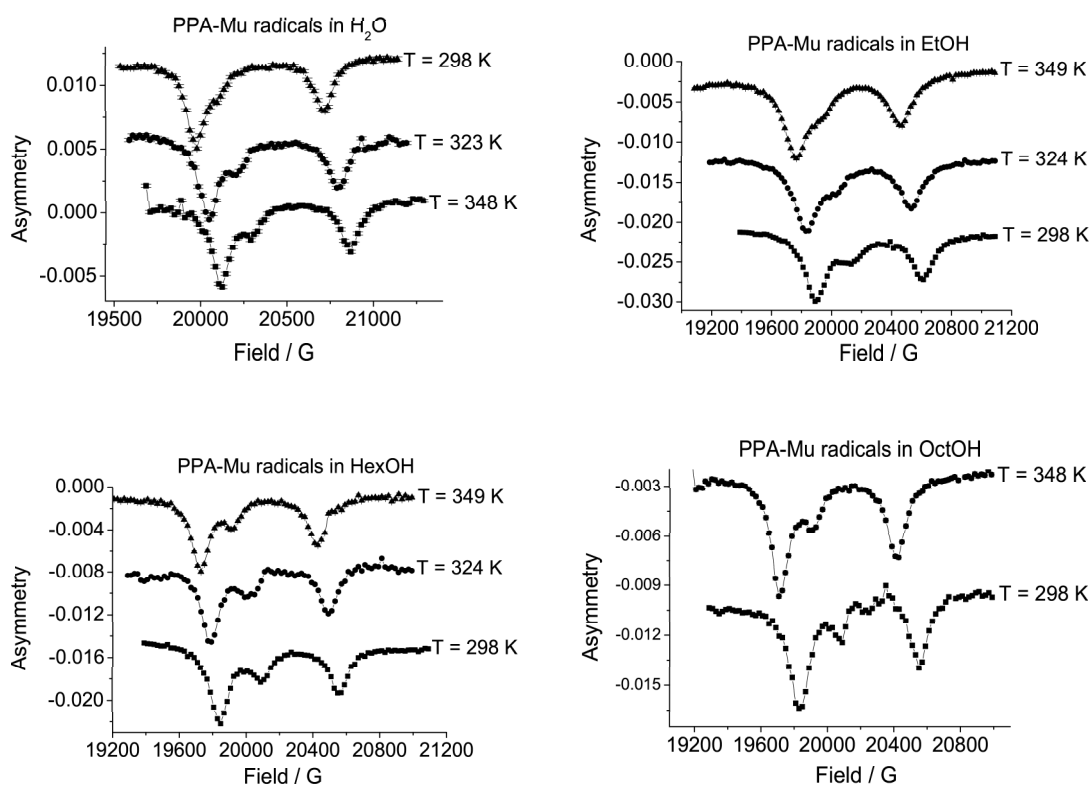 PPA-Mu radicals in H₂O
0.010
0.005
0.000
-0.005
Asymmetry
T = 298 K
T = 323 K
T = 348 K
19500 20000 20500 21000
Field / G
PPA-Mu radicals in EtOH
0.000
-0.005
-0.010
-0.015
-0.020
-0.025
-0.030
Asymmetry
T = 349 K
T = 324 K
T = 298 K
19200 19600 20000 20400 20800 21200
Field / G
PPA-Mu radicals in HexOH
0.000
-0.004
-0.008
-0.012
-0.016
-0.020
Asymmetry
T = 349 K
T = 324 K
T = 298 K
19200 19600 20000 20400 20800 21200
Field / G
PPA-Mu radicals in OctOH
-0.003
-0.006
-0.009
-0.012
-0.015
Asymmetry
T = 348 K
T = 298 K
19200 19600 20000 20400 20800
Field / G